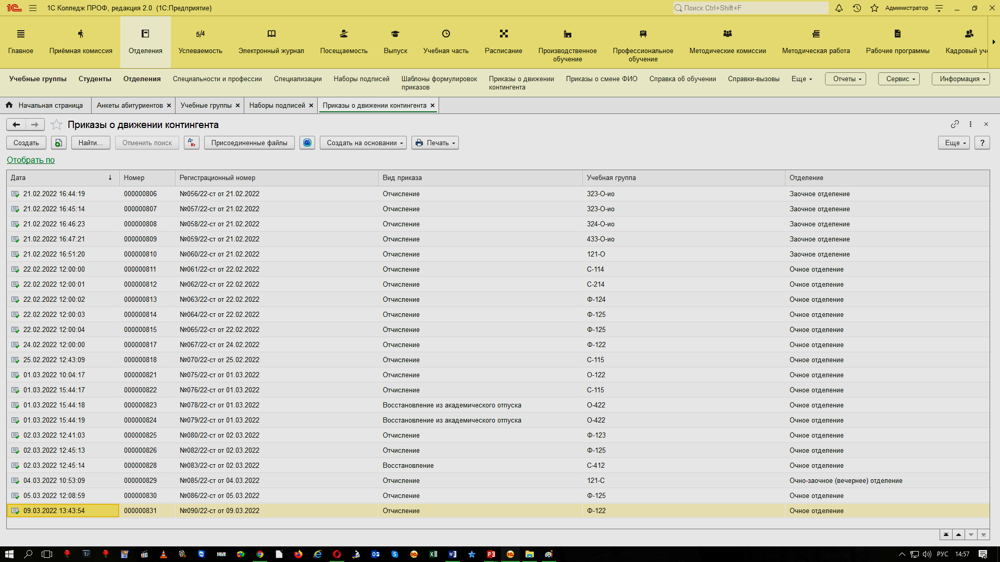 1С Колледж ПРОФ, редакция 2.0 (1С:Предприятие)
Поиск Ctrl+Shift+F
Администратор
Главное
Приёмная комиссия
Отделения
5/4
Успеваемость
Электронный журнал
Посещаемость
Выпуск
Учебная часть
Расписание
Производственное обучение
Профессиональное обучение
Методические комиссии
Методическая работа
Рабочие программы
Кадровый уч
Учебные группы
Студенты
Отделения
Специальности и профессии
Специализации
Наборы подписей
Шаблоны формулировок приказов
Приказы о движении контингента
Приказы о смене ФИО
Справка об обучении
Справки-вызовы
Еще
Отчеты
Сервис
Информация
Начальная страница
Анкеты абитуриентов
Учебные группы
Наборы подписей
Приказы о движении контингента
Приказы о движении контингента
Создать
Найти...
Отменить поиск
Дт Кт
Присоединенные файлы
Создать на основании
Печать
Еще
?
Отобрать по
Дата Номер Регистрационный номер Вид приказа Учебная группа Отделение
21.02.2022 16:44:19 000000806 №056/22-ст от 21.02.2022 Отчисление 323-О-ио Заочное отделение
21.02.2022 16:45:14 000000807 №057/22-ст от 21.02.2022 Отчисление 323-О-ио Заочное отделение
21.02.2022 16:46:23 000000808 №058/22-ст от 21.02.2022 Отчисление 324-О-ио Заочное отделение
21.02.2022 16:47:21 000000809 №059/22-ст от 21.02.2022 Отчисление 433-О-ио Заочное отделение
21.02.2022 16:51:20 000000810 №060/22-ст от 21.02.2022 Отчисление 121-О Заочное отделение
22.02.2022 12:00:00 000000811 №061/22-ст от 22.02.2022 Отчисление С-114 Очное отделение
22.02.2022 12:00:01 000000812 №062/22-ст от 22.02.2022 Отчисление С-214 Очное отделение
22.02.2022 12:00:02 000000813 №063/22-ст от 22.02.2022 Отчисление Ф-124 Очное отделение
22.02.2022 12:00:03 000000814 №064/22-ст от 22.02.2022 Отчисление Ф-125 Очное отделение
22.02.2022 12:00:04 000000815 №065/22-ст от 22.02.2022 Отчисление Ф-125 Очное отделение
24.02.2022 12:00:00 000000817 №067/22-ст от 24.02.2022 Отчисление Ф-122 Очное отделение
25.02.2022 12:43:09 000000818 №070/22-ст от 25.02.2022 Отчисление С-115 Очное отделение
01.03.2022 10:04:17 000000821 №075/22-ст от 01.03.2022 Отчисление О-122 Очное отделение
01.03.2022 15:44:17 000000822 №076/22-ст от 01.03.2022 Отчисление С-115 Очное отделение
01.03.2022 15:44:18 000000823 №078/22-ст от 01.03.2022 Восстановление из академического отпуска О-422 Очное отделение
01.03.2022 15:44:19 000000824 №079/22-ст от 01.03.2022 Восстановление из академического отпуска О-422 Очное отделение
02.03.2022 12:41:03 000000825 №080/22-ст от 02.03.2022 Отчисление Ф-123 Очное отделение
02.03.2022 12:45:13 000000826 №082/22-ст от 02.03.2022 Отчисление Ф-125 Очное отделение
02.03.2022 12:45:14 000000828 №083/22-ст от 02.03.2022 Восстановление С-412 Очное отделение
04.03.2022 10:53:09 000000829 №085/22-ст от 04.03.2022 Отчисление 121-С Очно-заочное (вечернее) отделение
05.03.2022 12:08:59 000000830 №086/22-ст от 05.03.2022 Отчисление Ф-125 Очное отделение
09.03.2022 13:43:54 000000831 №090/22-ст от 09.03.2022 Отчисление Ф-122 Очное отделение
РУС
14:57